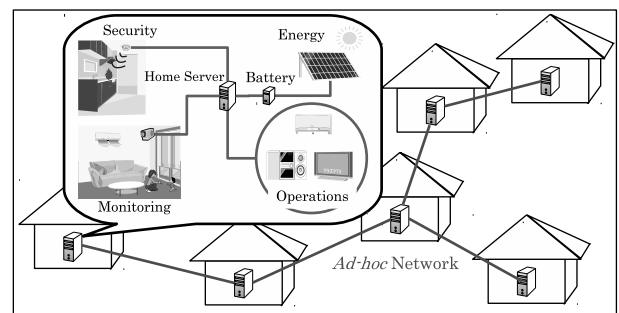 Security
Energy
Home Server
Battery
Monitoring
Operations
Ad-hoc Network